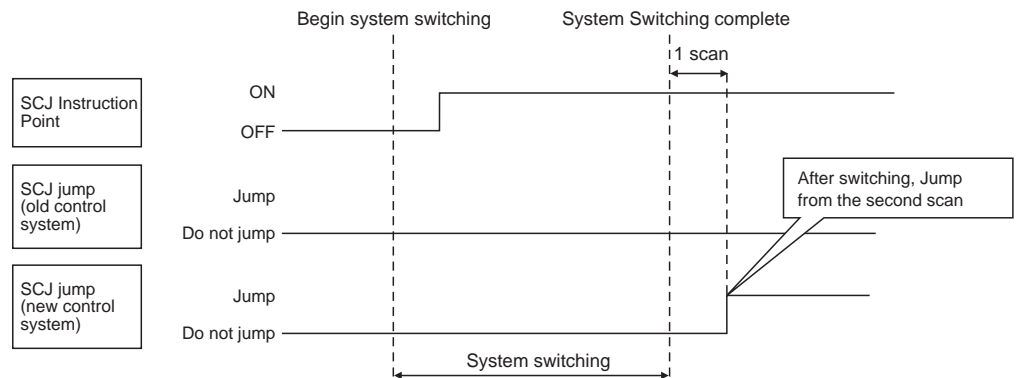 Begin system switching
System Switching complete
1 scan
SCJ Instruction
Point
ON
OFF
SCJ jump
(old control
system)
Jump
Do not jump
After switching, Jump
from the second scan
SCJ jump
(new control
system)
Jump
Do not jump
System switching